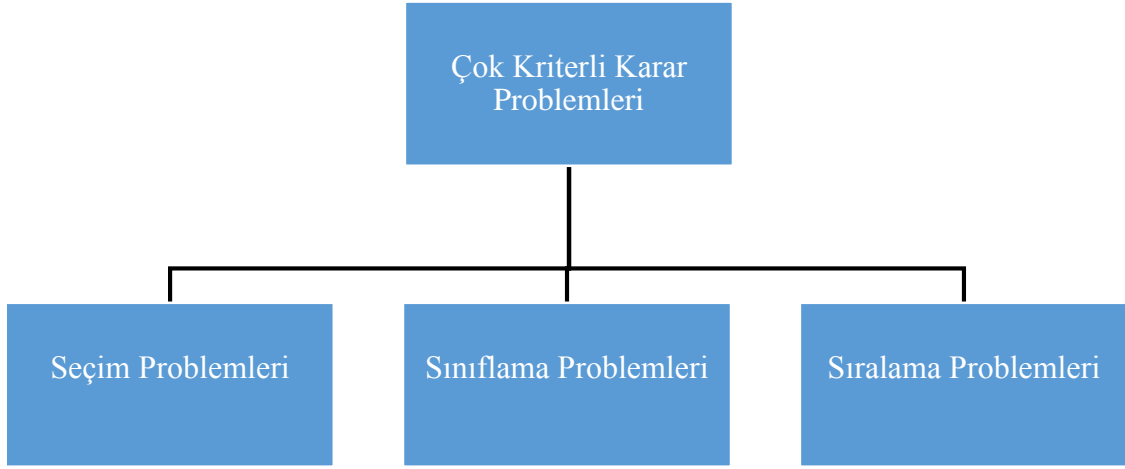 Çok Kriterli Karar
Problemleri
Seçim Problemleri
Sınıflama Problemleri
Sıralama Problemleri